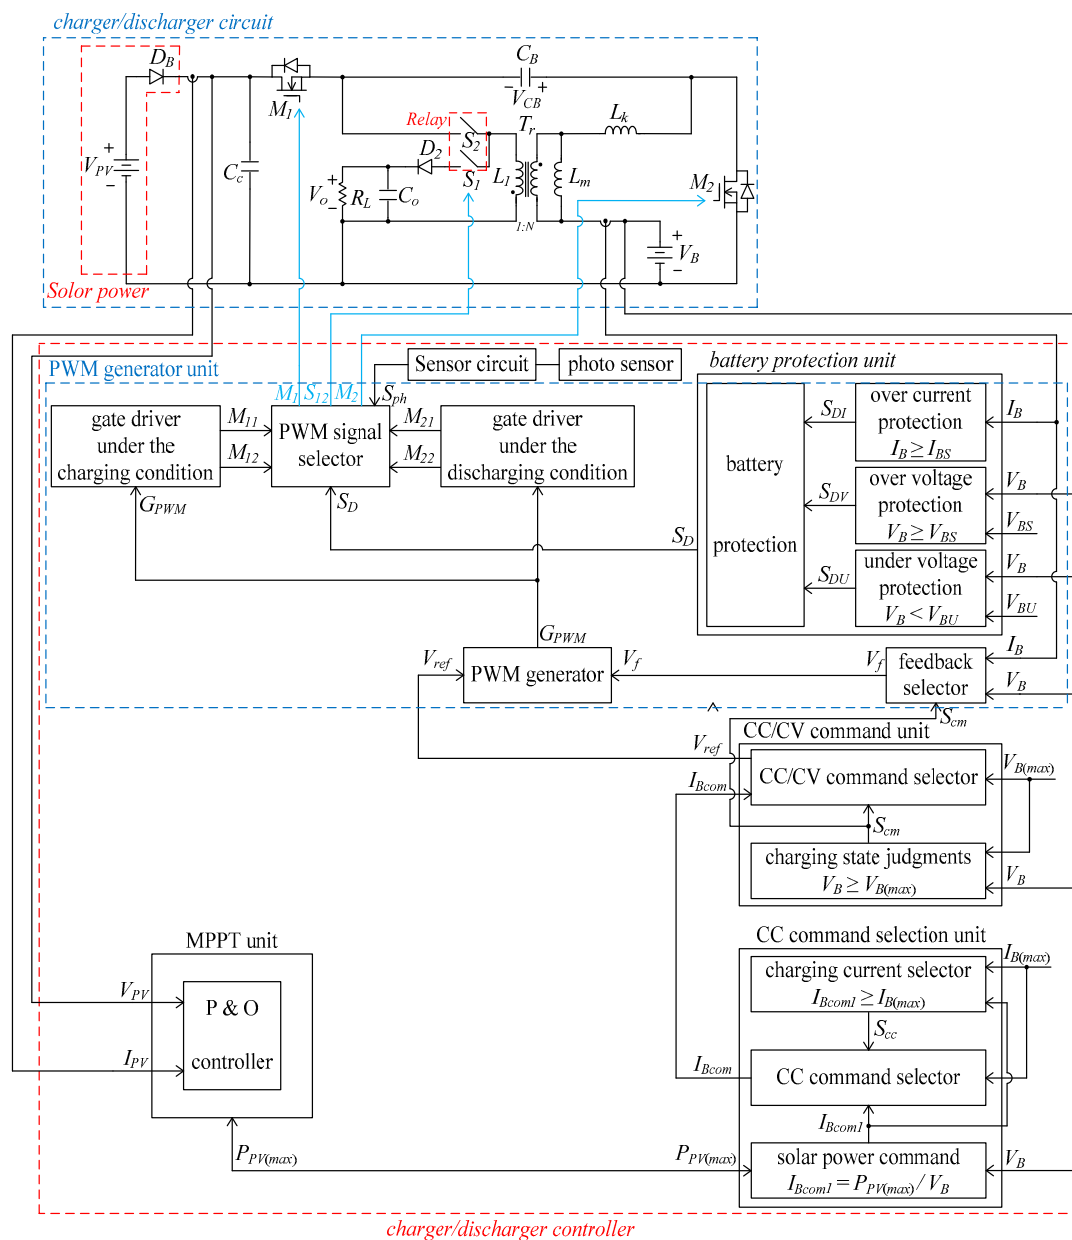 charger/discharger circuit
D_B
C_B
− V_CB +
M_1
Relay
T_r
L_k
S_2
D_2
V_PV
+
−
C_c
S_1
L_1
L_m
M_2
V_o
+
−
R_L
C_o
1:N
+
V_B
−
Solor power
PWM generator unit
Sensor circuit
photo sensor
battery protection unit
M_1 S_12 M_2
S_ph
gate driver
under the
charging condition
M_11
M_12
PWM signal
selector
M_21
M_22
gate driver
under the
discharging condition
battery
protection
S_DI
over current
protection
I_B ≥ I_BS
I_B
S_DV
over voltage
protection
V_B ≥ V_BS
V_B
V_BS
S_DU
under voltage
protection
V_B < V_BU
V_B
V_BU
G_PWM
S_D
S_D
G_PWM
V_ref
PWM generator
V_f
V_f
feedback
selector
I_B
V_B
S_cm
V_ref
CC/CV command unit
CC/CV command selector
V_B(max)
I_Bcom
S_cm
charging state judgments
V_B ≥ V_B(max)
V_B
MPPT unit
CC command selection unit
V_PV
P & O
controller
I_PV
charging current selector
I_Bcom1 ≥ I_B(max)
I_B(max)
S_cc
I_Bcom
CC command selector
I_Bcom1
P_PV(max)
P_PV(max)
solar power command
I_Bcom1 = P_PV(max) / V_B
V_B
charger/discharger controller